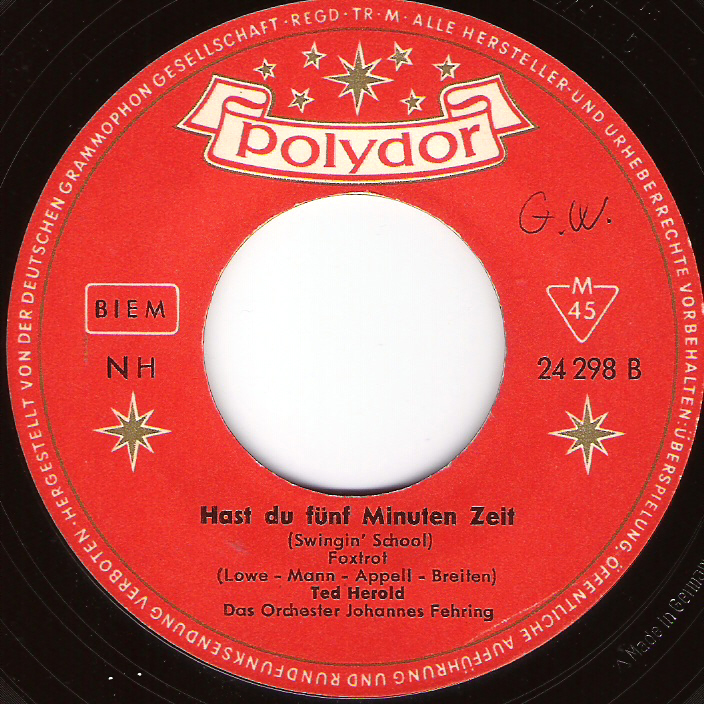 HERGESTELLT VON DER DEUTSCHEN GRAMMOPHON GESELLSCHAFT · REGD · TR · M · ALLE HERSTELLER- UND URHEBERRECHTE VORBEHALTEN: ÜBERSPIELUNG, ÖFFENTLICHE AUFFÜHRUNG UND RUNDFUNKSENDUNG VERBOTEN ·
polydor
G.W.
BIEM
M
45
NH
24 298 B
Hast du fünf Minuten Zeit
(Swingin' School)
Foxtrot
(Lowe - Mann - Appell - Breiten)
Ted Herold
Das Orchester Johannes Fehring
Made in Germany